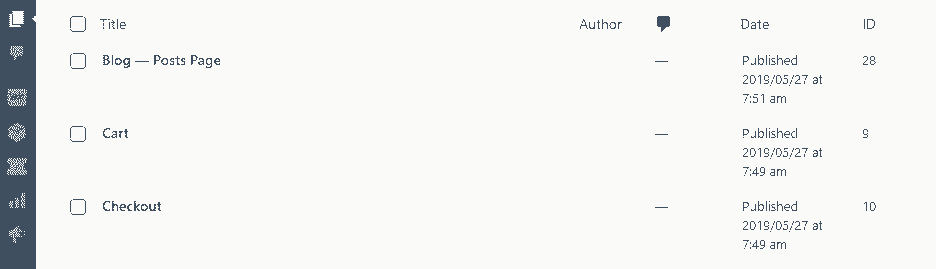 Title Author Date ID
Blog — Posts Page — Published 28
2019/05/27 at
7:51 am
Cart — Published 9
2019/05/27 at
7:49 am
Checkout — Published 10
2019/05/27 at
7:49 am